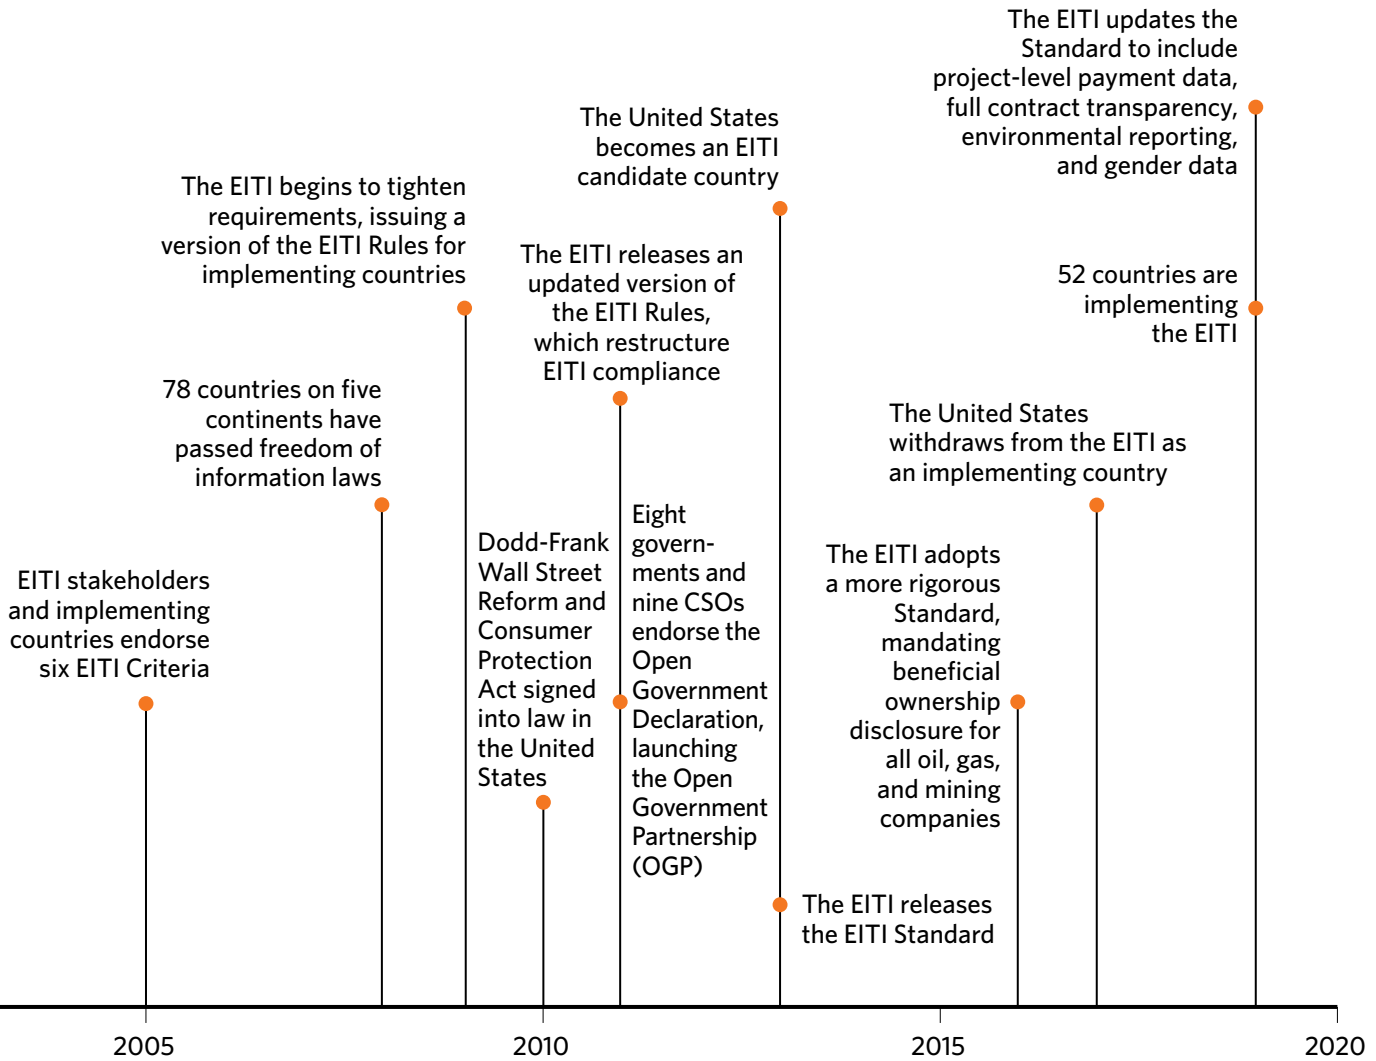 EITI stakeholders
and implementing
countries endorse
six EITI Criteria
78 countries on five
continents have
passed freedom of
information laws
The EITI begins to tighten
requirements, issuing a
version of the EITI Rules for
implementing countries
Dodd-Frank
Wall Street
Reform and
Consumer
Protection
Act signed
into law in
the United
States
The EITI releases an
updated version of
the EITI Rules,
which restructure
EITI compliance
Eight
govern-
ments and
nine CSOs
endorse the
Open
Government
Declaration,
launching
the Open
Government
Partnership
(OGP)
The United States
becomes an EITI
candidate country
The EITI releases
the EITI Standard
The EITI adopts
a more rigorous
Standard,
mandating
beneficial
ownership
disclosure for
all oil, gas,
and mining
companies
The United States
withdraws from the EITI as
an implementing country
The EITI updates the
Standard to include
project-level payment data,
full contract transparency,
environmental reporting,
and gender data
52 countries are
implementing
the EITI
2005
2010
2015
2020